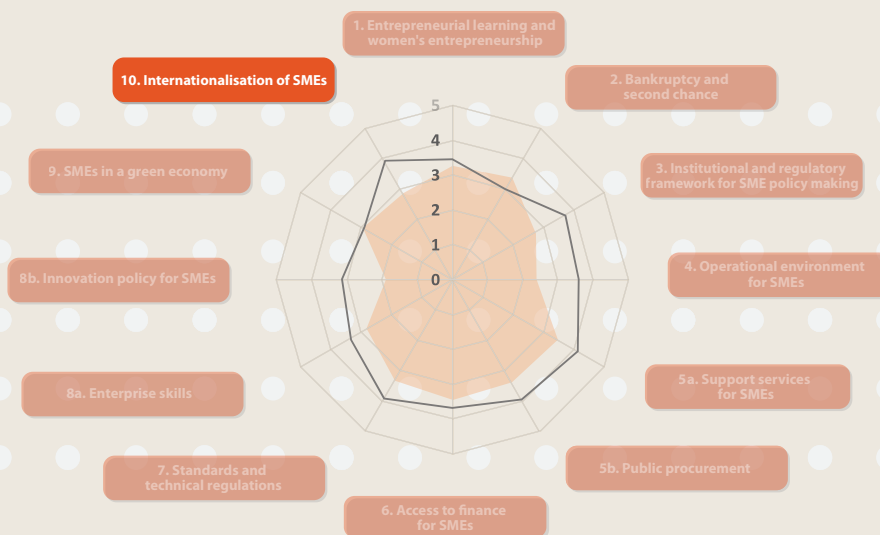 1. Entrepreneurial learning and
women's entrepreneurship
10. Internationalisation of SMEs
2. Bankruptcy and
second chance
5
4
3
2
1
0
9. SMEs in a green economy
3. Institutional and regulatory
framework for SME policy making
8b. Innovation policy for SMEs
4. Operational environment
for SMEs
8a. Enterprise skills
5a. Support services
for SMEs
7. Standards and
technical regulations
5b. Public procurement
6. Access to finance
for SMEs